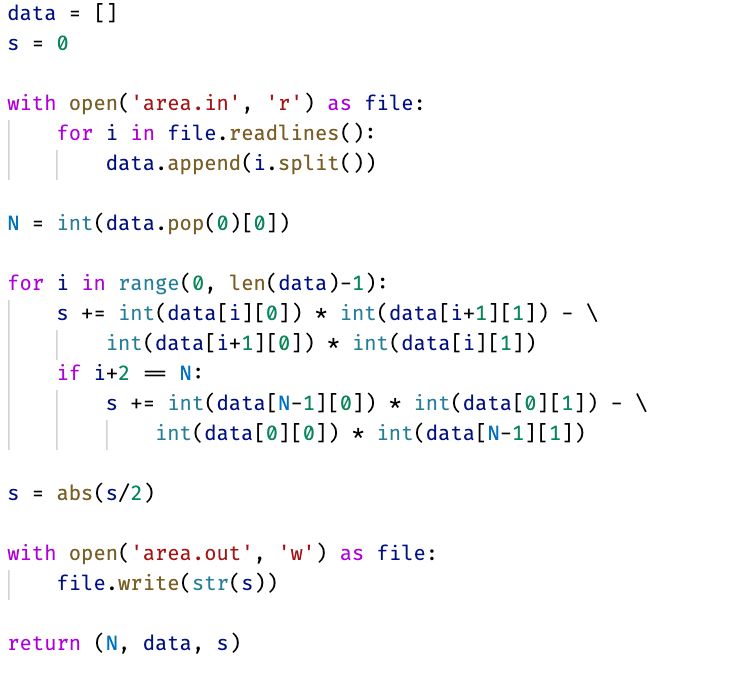 data = []
s = 0
with open('area.in', 'r') as file:
for i in file.readlines():
data.append(i.split())
N = int(data.pop(0)[0])
for i in range(0, len(data)-1):
s += int(data[i][0]) * int(data[i+1][1]) - \
int(data[i+1][0]) * int(data[i][1])
if i+2 == N:
s += int(data[N-1][0]) * int(data[0][1]) - \
int(data[0][0]) * int(data[N-1][1])
s = abs(s/2)
with open('area.out', 'w') as file:
file.write(str(s))
return (N, data, s)